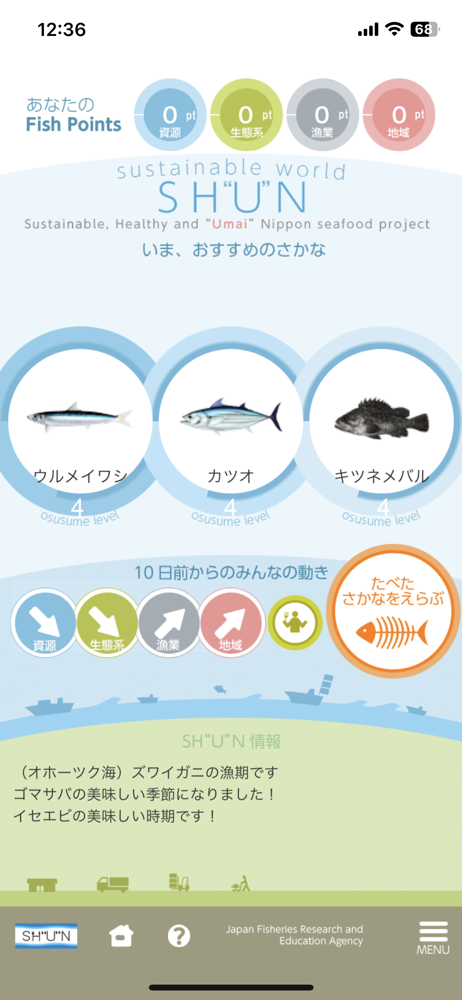 12:36
68
あなたの
Fish Points
0 pt
資源
0 pt
生態系
0 pt
漁業
0 pt
地域
sustainable world
SH“U”N
Sustainable, Healthy and “Umai” Nippon seafood project
いま、おすすめのさかな
ウルメイワシ
4
osusume level
カツオ
4
osusume level
キツネメバル
4
osusume level
10 日前からのみんなの動き
資源
生態系
漁業
地域
たべた
さかなをえらぶ
SH“U”N 情報
（オホーツク海）ズワイガニの漁期です
ゴマサバの美味しい季節になりました！
イセエビの美味しい時期です！
SH“U”N
?
Japan Fisheries Research and
Education Agency
MENU